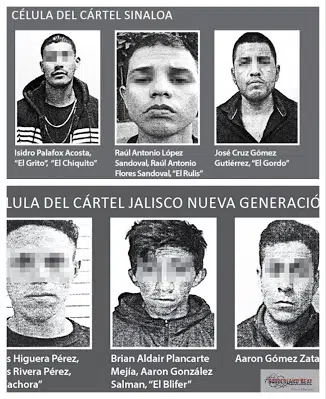 CÉLULA DEL CÁRTEL SINALOA
Isidro Palafox Acosta,
"El Grito", "El Chiquito"
Raúl Antonio López
Sandoval, Raúl Antonio
Flores Sandoval, "El Rulis"
José Cruz Gómez
Gutiérrez, "El Gordo"
LULA DEL CÁRTEL JALISCO NUEVA GENERACIÓ
s Higuera Pérez,
s Rivera Pérez,
achora"
Brian Aldair Plancarte
Mejía, Aaron González
Salman, "El Blifer"
Aaron Gómez Zata
BORDERLAND BEAT